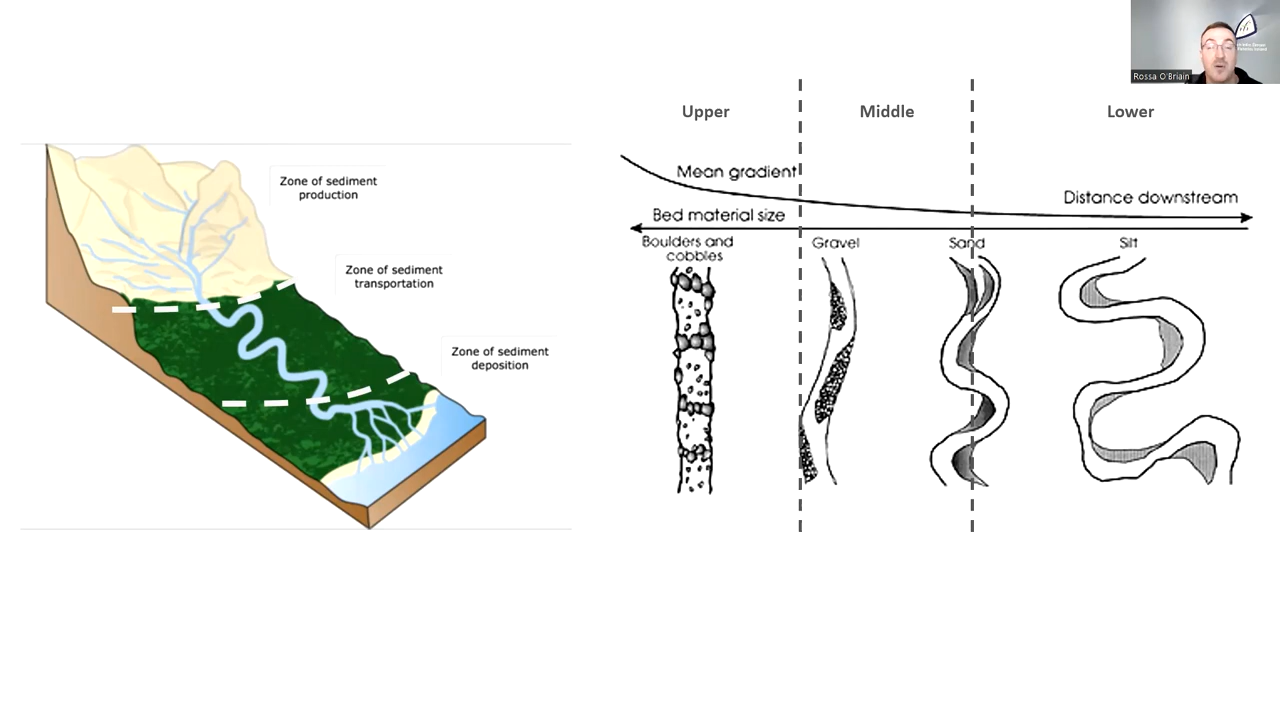 Rossa O Briain
Upper
Middle
Lower
Zone of sediment
production
Zone of sediment
transportation
Zone of sediment
deposition
Mean gradient
Distance downstream
Bed material size
Boulders and
cobbles
Gravel
Sand
Silt